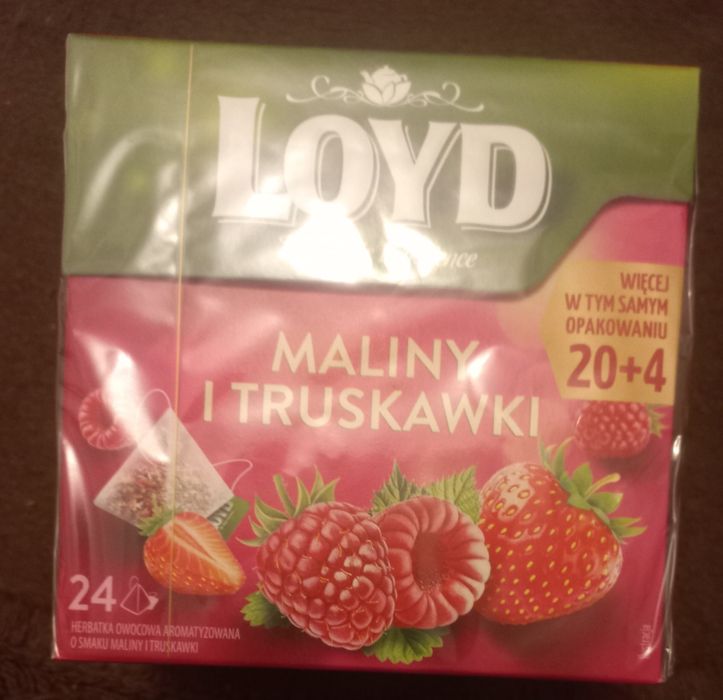 LOYD
WIĘCEJ
W TYM SAMYM
OPAKOWANIU
20+4
MALINY
I TRUSKAWKI
24
HERBATKA OWOCOWA AROMATYZOWANA
O SMAKU MALINY I TRUSKAWKI